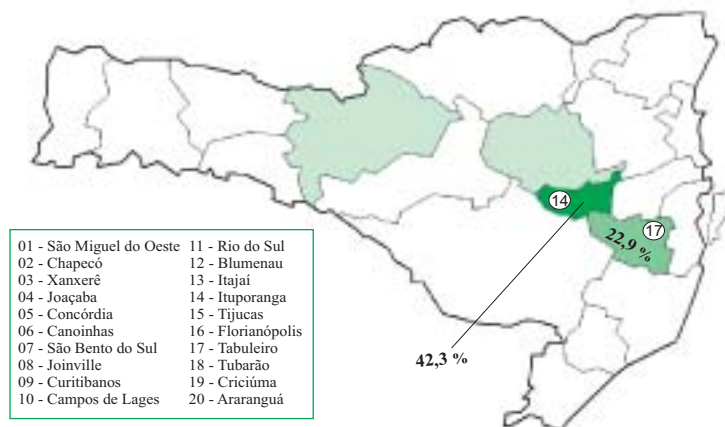 14
17
22,9 %
42,3 %
01 - São Miguel do Oeste
02 - Chapecó
03 - Xanxerê
04 - Joaçaba
05 - Concórdia
06 - Canoinhas
07 - São Bento do Sul
08 - Joinville
09 - Curitibanos
10 - Campos de Lages
11 - Rio do Sul
12 - Blumenau
13 - Itajaí
14 - Ituporanga
15 - Tijucas
16 - Florianópolis
17 - Tabuleiro
18 - Tubarão
19 - Criciúma
20 - Araranguá